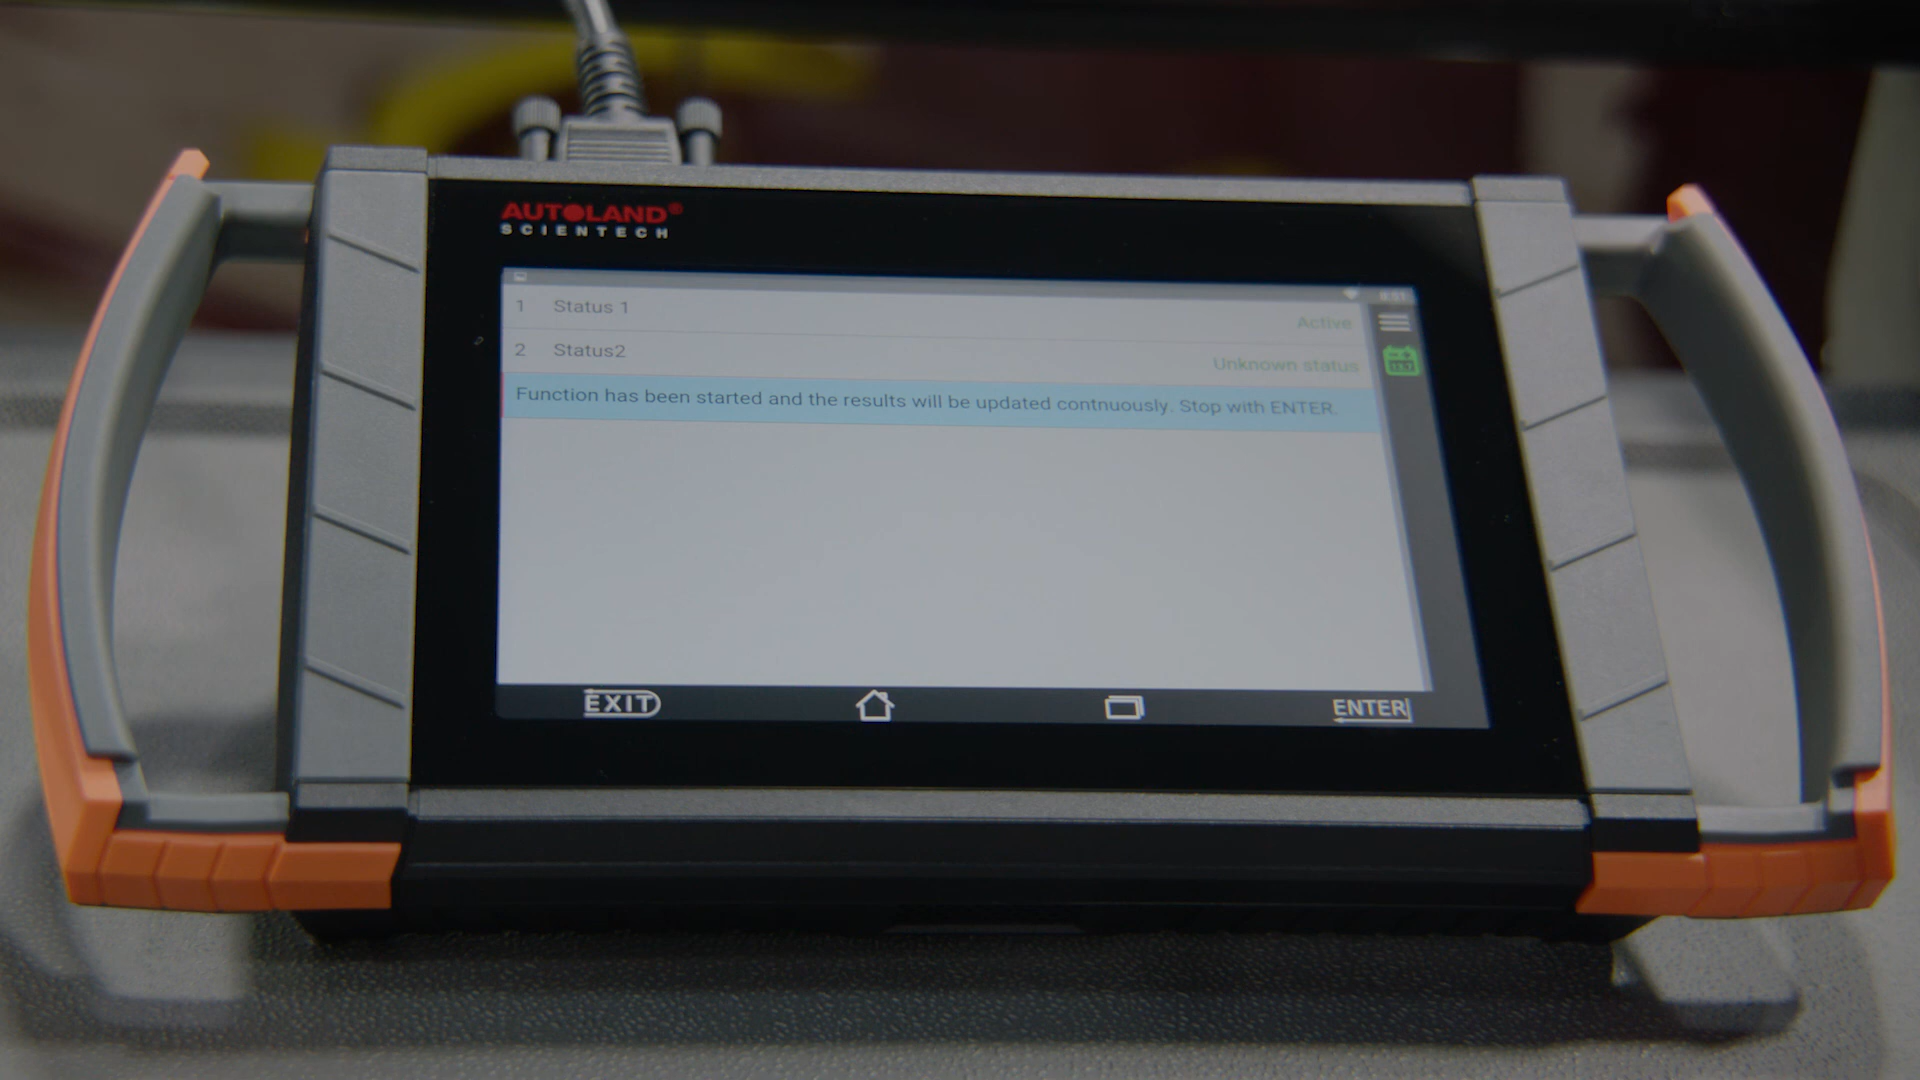 AUTOLAND®
SCIENTECH
1 Status 1
Active
2 Status2
Unknown status
Function has been started and the results will be updated contnuously. Stop with ENTER.
EXIT
ENTER